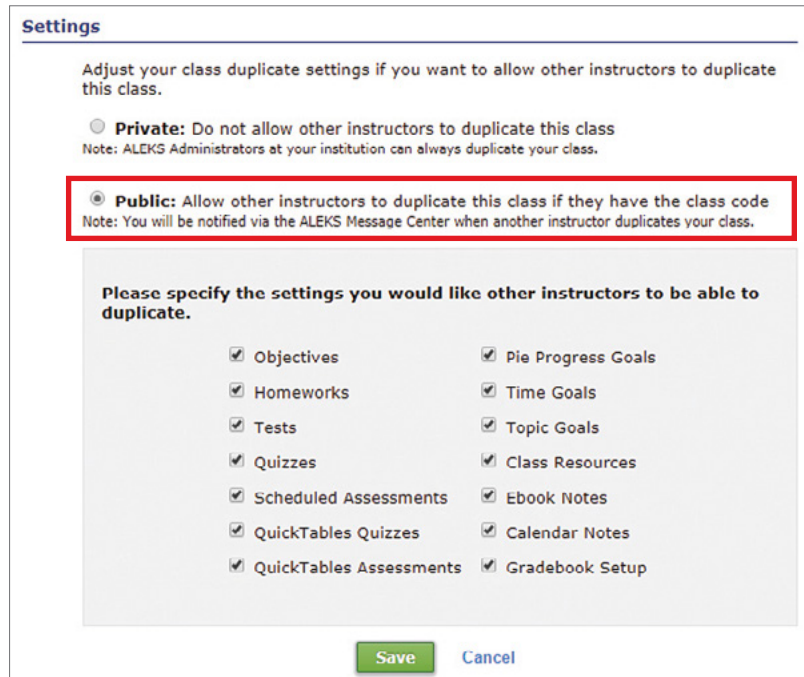 Settings
Adjust your class duplicate settings if you want to allow other instructors to duplicate
this class.
Private: Do not allow other instructors to duplicate this class
Note: ALEKS Administrators at your institution can always duplicate your class.
Public: Allow other instructors to duplicate this class if they have the class code
Note: You will be notified via the ALEKS Message Center when another instructor duplicates your class.
Please specify the settings you would like other instructors to be able to
duplicate.
Objectives
Pie Progress Goals
Homeworks
Time Goals
Tests
Topic Goals
Quizzes
Class Resources
Scheduled Assessments
Ebook Notes
QuickTables Quizzes
Calendar Notes
QuickTables Assessments
Gradebook Setup
Save
Cancel